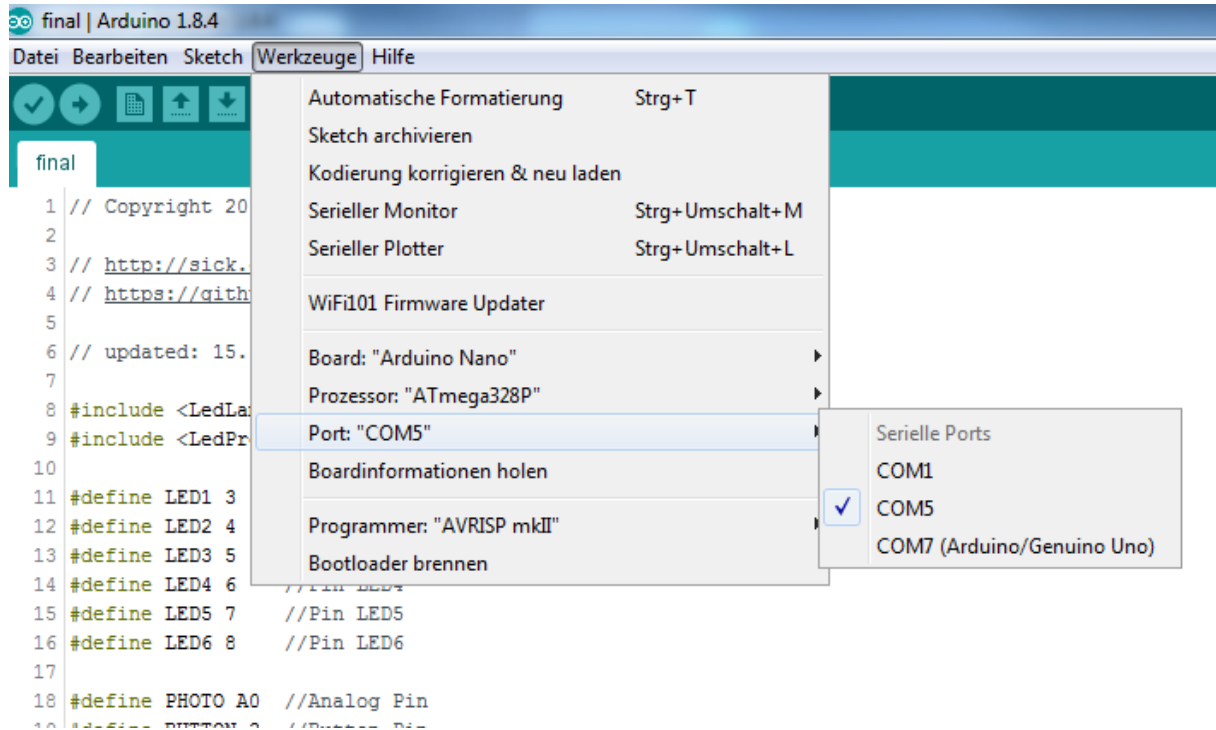 final | Arduino 1.8.4
Datei Bearbeiten Sketch Werkzeuge Hilfe
final
Automatische Formatierung Strg+T
Sketch archivieren
Kodierung korrigieren & neu laden
Serieller Monitor Strg+Umschalt+M
Serieller Plotter Strg+Umschalt+L
WiFi101 Firmware Updater
Board: "Arduino Nano"
Prozessor: "ATmega328P"
Port: "COM5"
Boardinformationen holen
Programmer: "AVRISP mkII"
Bootloader brennen
Serielle Ports
COM1
COM5
COM7 (Arduino/Genuino Uno)
1 // Copyright 20
2
3 // http://sick.
4 // https://gith
5
6 // updated: 15.
7
8 #include <LedLa
9 #include <LedPr
10
11 #define LED1 3
12 #define LED2 4
13 #define LED3 5
14 #define LED4 6 //Pin LED4
15 #define LED5 7 //Pin LED5
16 #define LED6 8 //Pin LED6
17
18 #define PHOTO A0 //Analog Pin